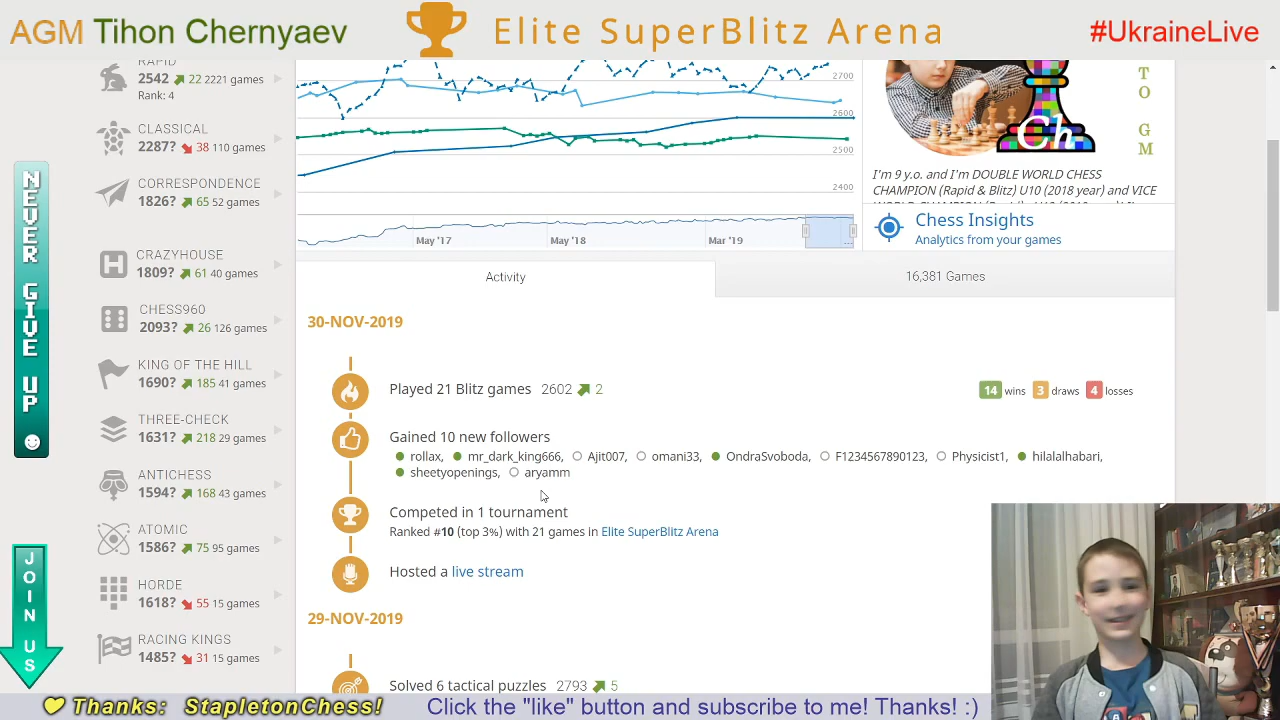 AGM Tihon Chernyaev
Elite SuperBlitz Arena
#UkraineLive
RAPID
2542 22 2221 games
Rank: 4
CLASSICAL
2287? 38 110 games
CORRESPONDENCE
1826? 65 52 games
CRAZYHOUSE
1809? 61 40 games
CHESS960
2093? 26 126 games
KING OF THE HILL
1690? 185 41 games
THREE-CHECK
1631? 218 29 games
ANTICHESS
1594? 168 43 games
ATOMIC
1586? 75 95 games
HORDE
1618? 55 15 games
RACING KINGS
1485? 31 15 games
NEVER GIVE UP
JOIN US
2700
2600
2500
2400
May '17
May '18
Mar '19
...
Ch
TO
GM
I'm 9 y.o. and I'm DOUBLE WORLD CHESS
CHAMPION (Rapid & Blitz) U10 (2018 year) and VICE
Chess Insights
Analytics from your games
Activity
16,381 Games
30-NOV-2019
Played 21 Blitz games 2602 2
14 wins 3 draws 4 losses
Gained 10 new followers
rollax, mr_dark_king666, Ajit007, omani33, OndraSvoboda, F1234567890123, Physicist1, hilalalhabari,
sheetyopenings, aryamm
Competed in 1 tournament
Ranked #10 (top 3%) with 21 games in Elite SuperBlitz Arena
Hosted a live stream
29-NOV-2019
Solved 6 tactical puzzles 2793 5
Thanks: StapletonChess!
Click the "like" button and subscribe to me! Thanks! :)